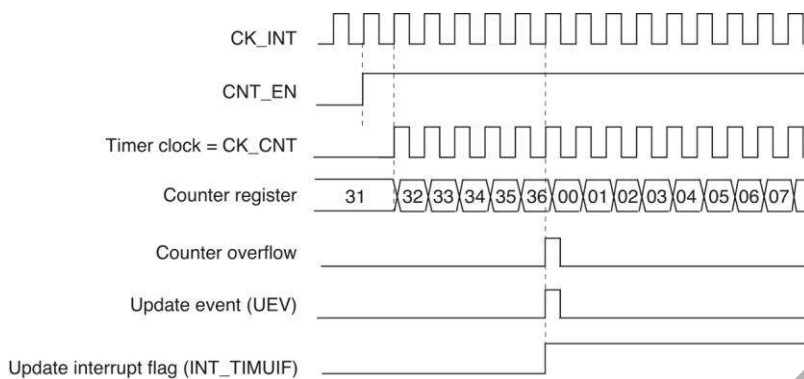 CK_INT
CNT_EN
Timer clock = CK_CNT
Counter register 31 32 33 34 35 36 00 01 02 03 04 05 06 07
Counter overflow
Update event (UEV)
Update interrupt flag (INT_TIMUIF)